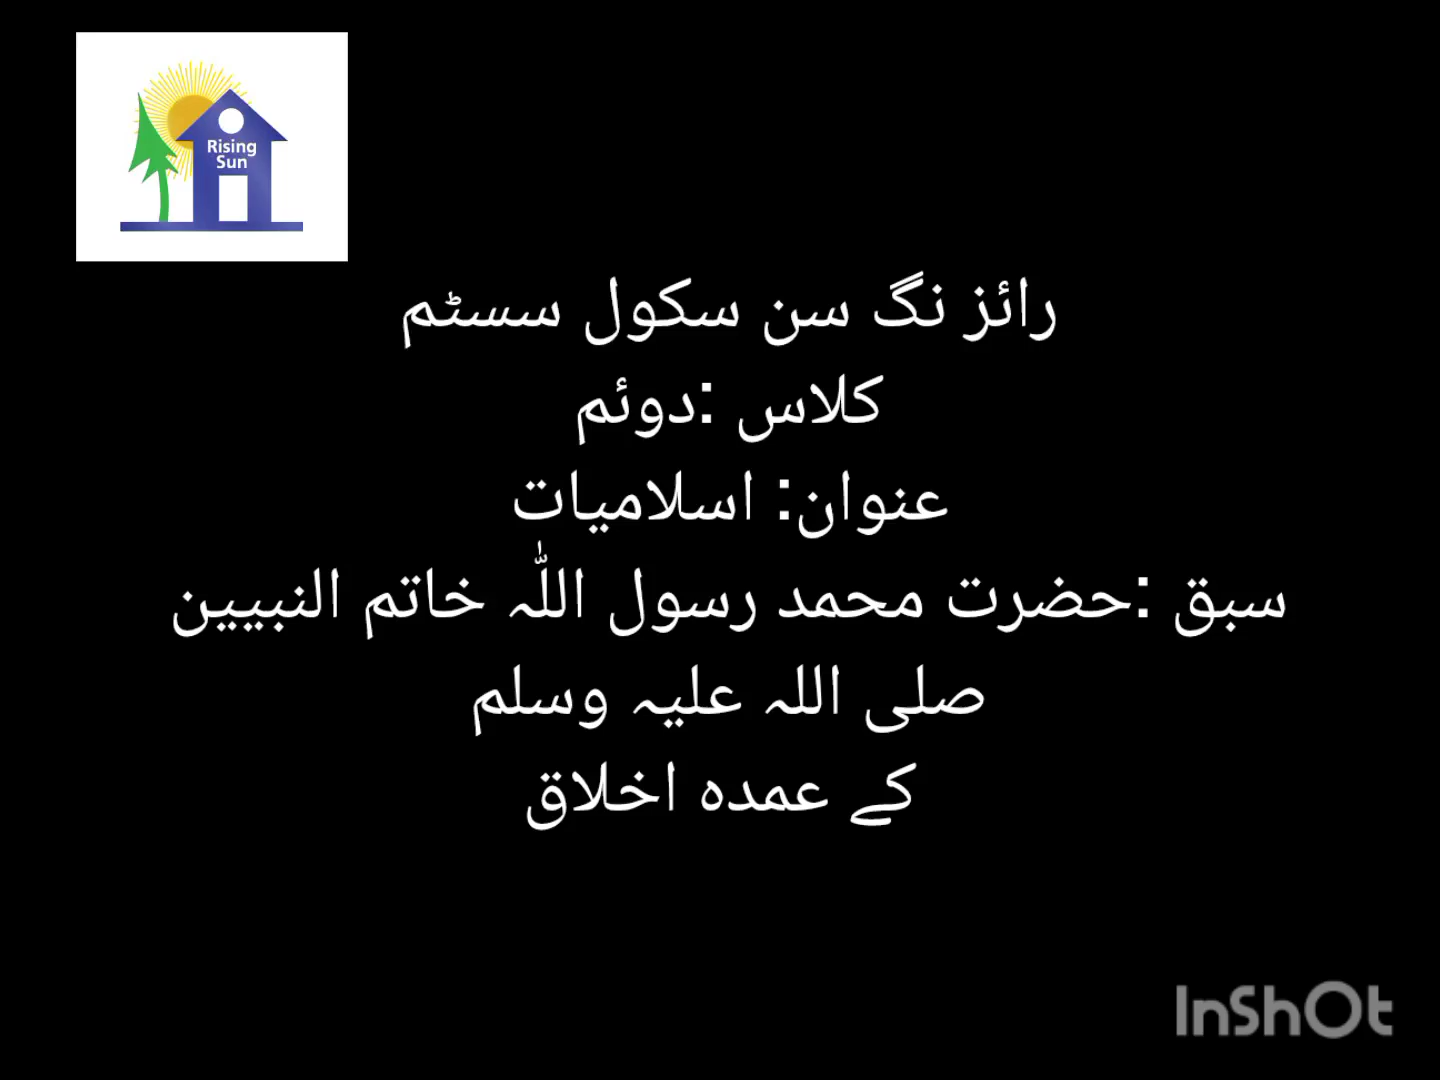 Rising
Sun
رائز نگ سن سکول سسٹم
کلاس :دوئم
عنوان: اسلامیات
سبق :حضرت محمد رسول اللّٰہ خاتم النبیین
صلی اللہ علیہ وسلم
کے عمدہ اخلاق
InShOt